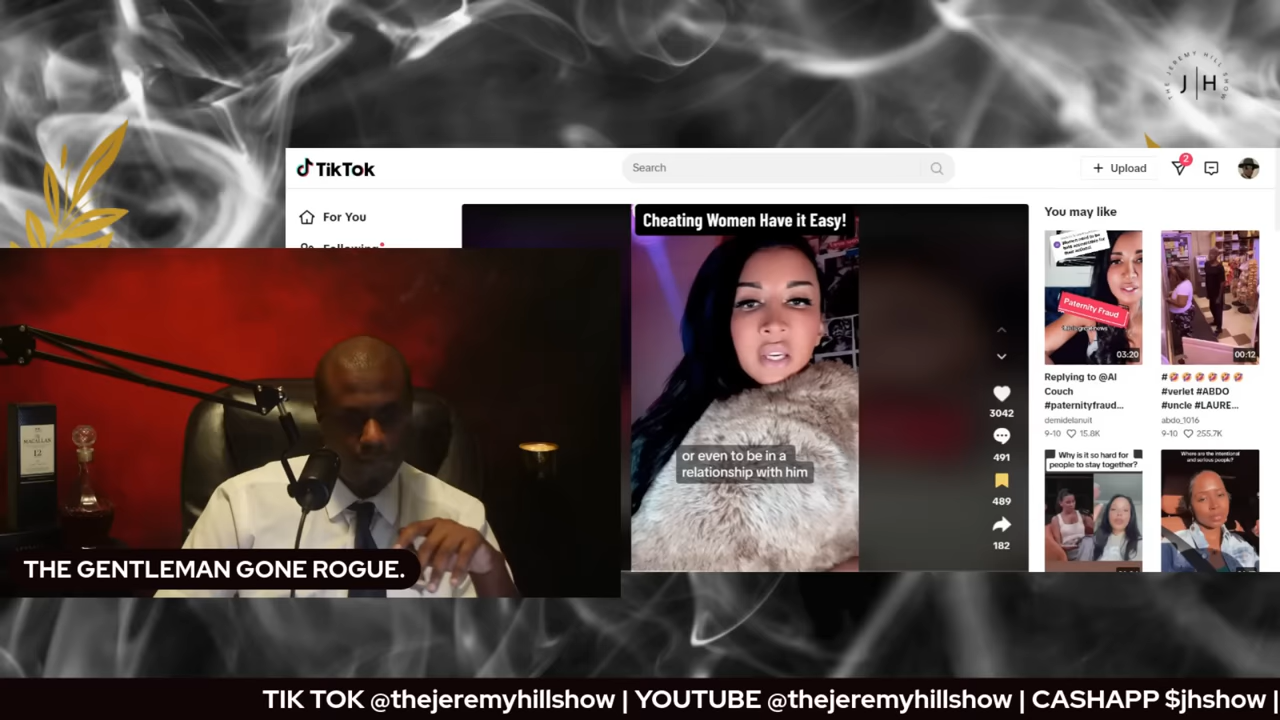 THE JEREMY HILL SHOW
J|H
TikTok
Search
+ Upload
2
For You
Following
Cheating Women Have it Easy!
or even to be in a
relationship with him
3042
491
489
182
You may like
Paternity Fraud
03:20
00:12
Replying to @AI
Couch
#paternityfraud...
demidelanuit
9-10 15.8K
#
#verlet #ABDO
#uncle #LAURE...
abdo_1016
9-10 255.7K
Why is it so hard for
people to stay together?
Where are the intentional
and serious people?
THE MACALLAN
12
THE GENTLEMAN GONE ROGUE.
TIK TOK @thejeremyhillshow | YOUTUBE @thejeremyhillshow | CASHAPP $jhshow |